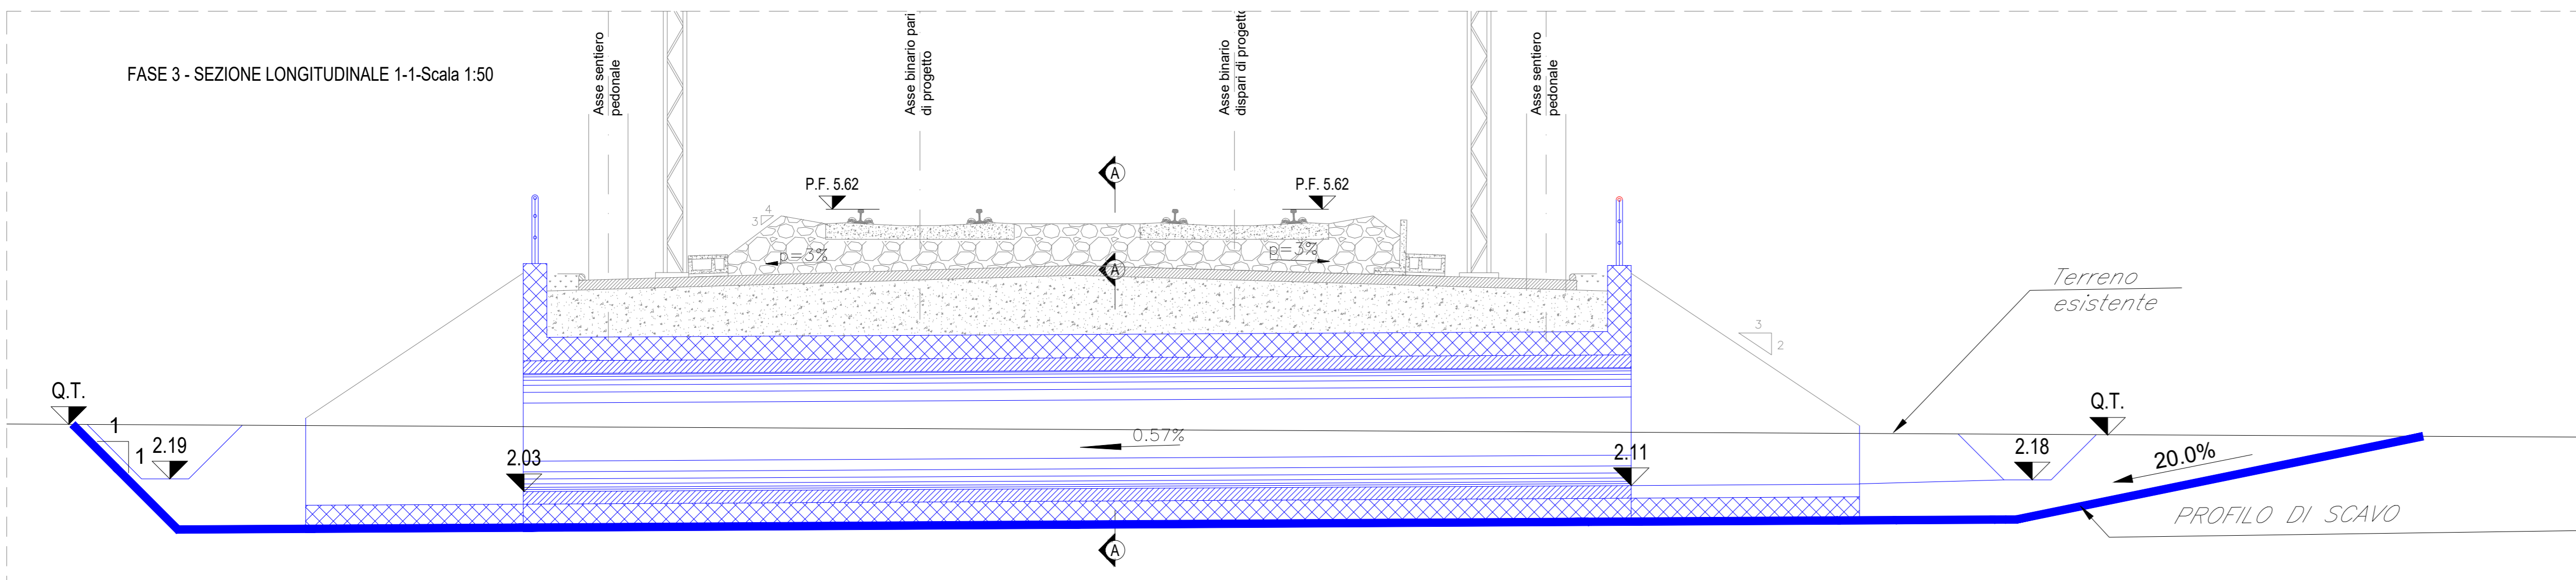 Asse sentiero
pedonale
Asse binario pari
di progetto
Asse binario
dispari di progetto
Asse sentiero
pedonale
FASE 3 - SEZIONE LONGITUDINALE 1-1-Scala 1:50
A
P.F. 5.62
P.F. 5.62
4
3
p=3%
p=3%
A
Terreno
esistente
3
2
Q.T.
Q.T.
1
1
2.19
0.57%
2.03
2.11
2.18
20.0%
PROFILO DI SCAVO
A